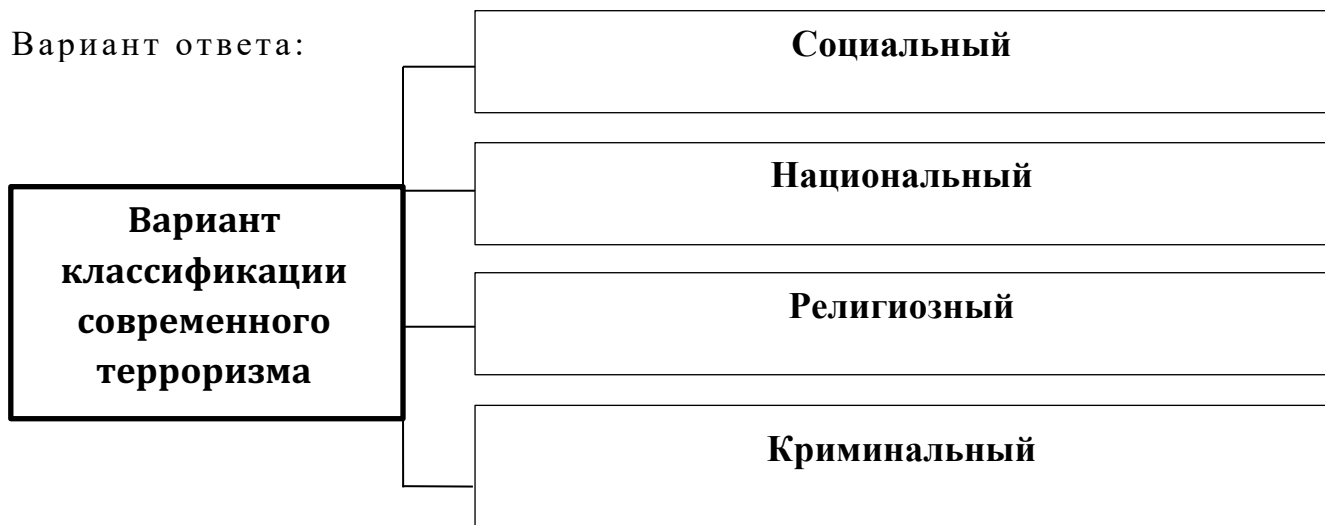 Вариант ответа:
Социальный
Национальный
Вариант
классификации
современного
терроризма
Религиозный
Криминальный